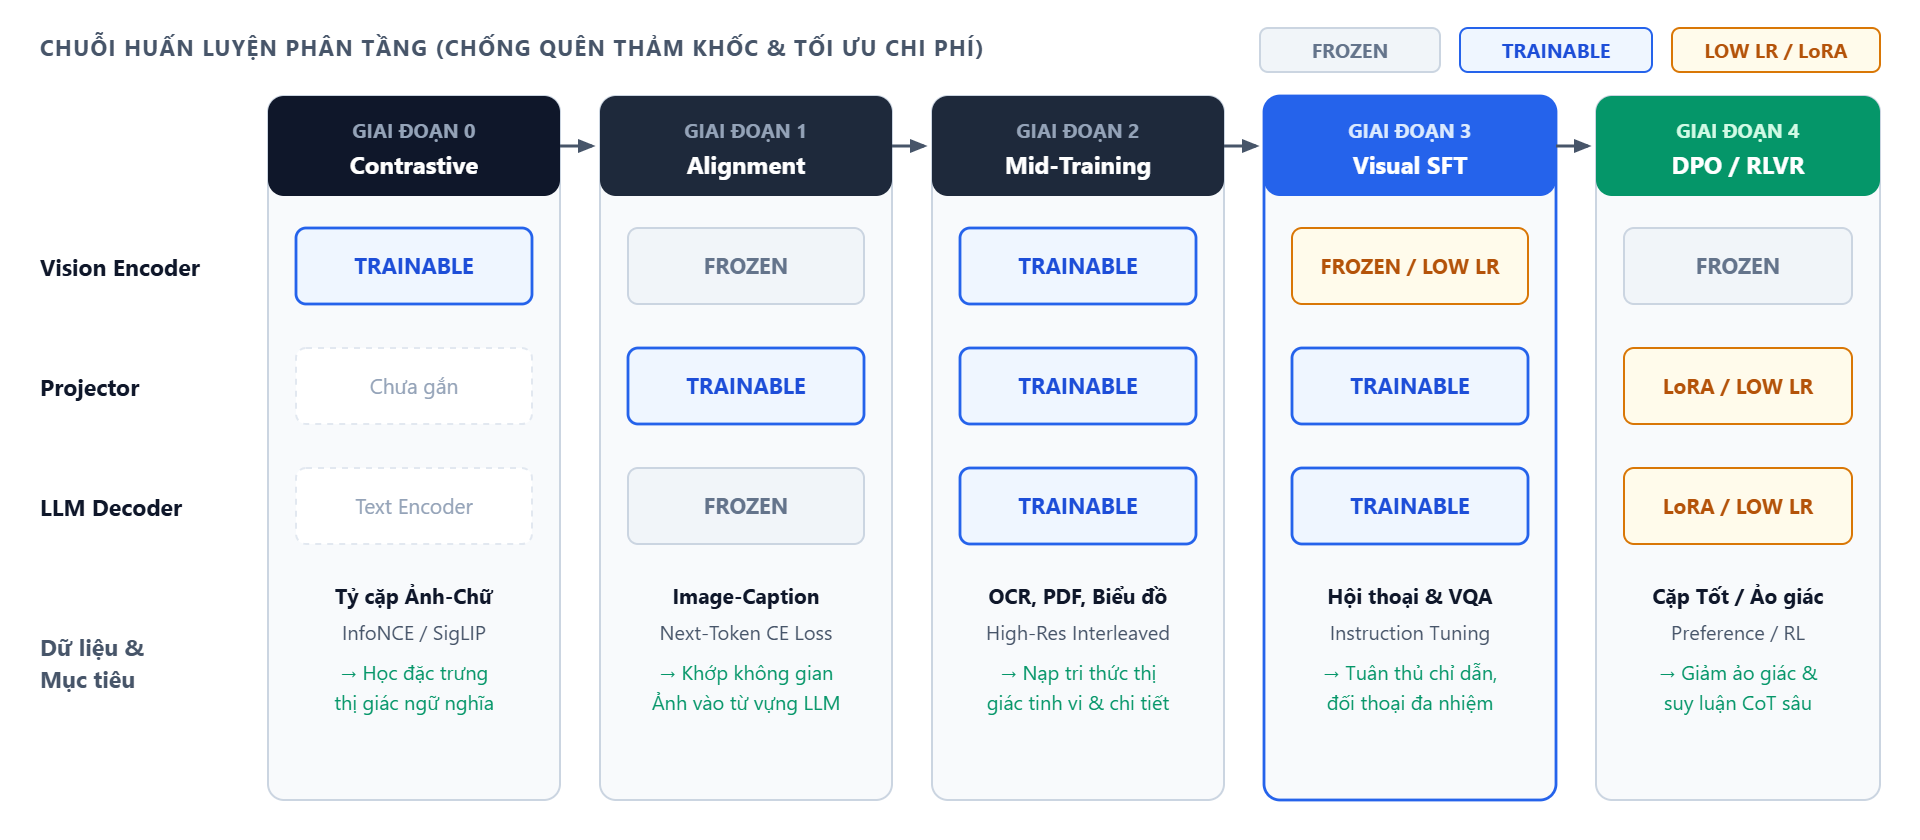 CHUỖI HUẤN LUYỆN PHÂN TẦNG (CHỐNG QUÊN THẢM KHỐC & TỐI ƯU CHI PHÍ)
FROZEN
TRAINABLE
LOW LR / LoRA
GIAI ĐOẠN 0
Contrastive
GIAI ĐOẠN 1
Alignment
GIAI ĐOẠN 2
Mid-Training
GIAI ĐOẠN 3
Visual SFT
GIAI ĐOẠN 4
DPO / RLVR
Vision Encoder
TRAINABLE
FROZEN
TRAINABLE
FROZEN / LOW LR
FROZEN
Projector
Chưa gắn
TRAINABLE
TRAINABLE
TRAINABLE
LoRA / LOW LR
LLM Decoder
Text Encoder
FROZEN
TRAINABLE
TRAINABLE
LoRA / LOW LR
Dữ liệu &
Mục tiêu
Tỷ cặp Ảnh-Chữ
InfoNCE / SigLIP
→ Học đặc trưng
thị giác ngữ nghĩa
Image-Caption
Next-Token CE Loss
→ Khớp không gian
Ảnh vào từ vựng LLM
OCR, PDF, Biểu đồ
High-Res Interleaved
→ Nạp tri thức thị
giác tinh vi & chi tiết
Hội thoại & VQA
Instruction Tuning
→ Tuân thủ chỉ dẫn,
đối thoại đa nhiệm
Cặp Tốt / Ảo giác
Preference / RL
→ Giảm ảo giác &
suy luận CoT sâu